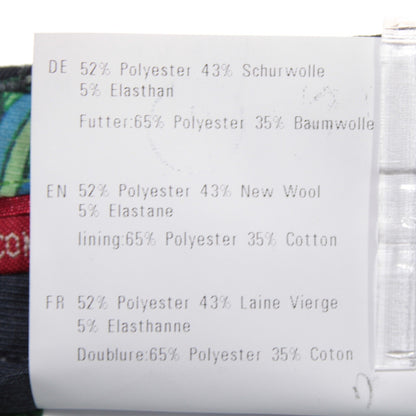 DE 52% Polyester 43% Schurwolle
5% Elasthan
Futter:65% Polyester 35% Baumwolle
EN 52% Polyester 43% New Wool
5% Elastane
lining:65% Polyester 35% Cotton
FR 52% Polyester 43% Laine Vierge
5% Elasthanne
Doublure:65% Polyester 35% Coton